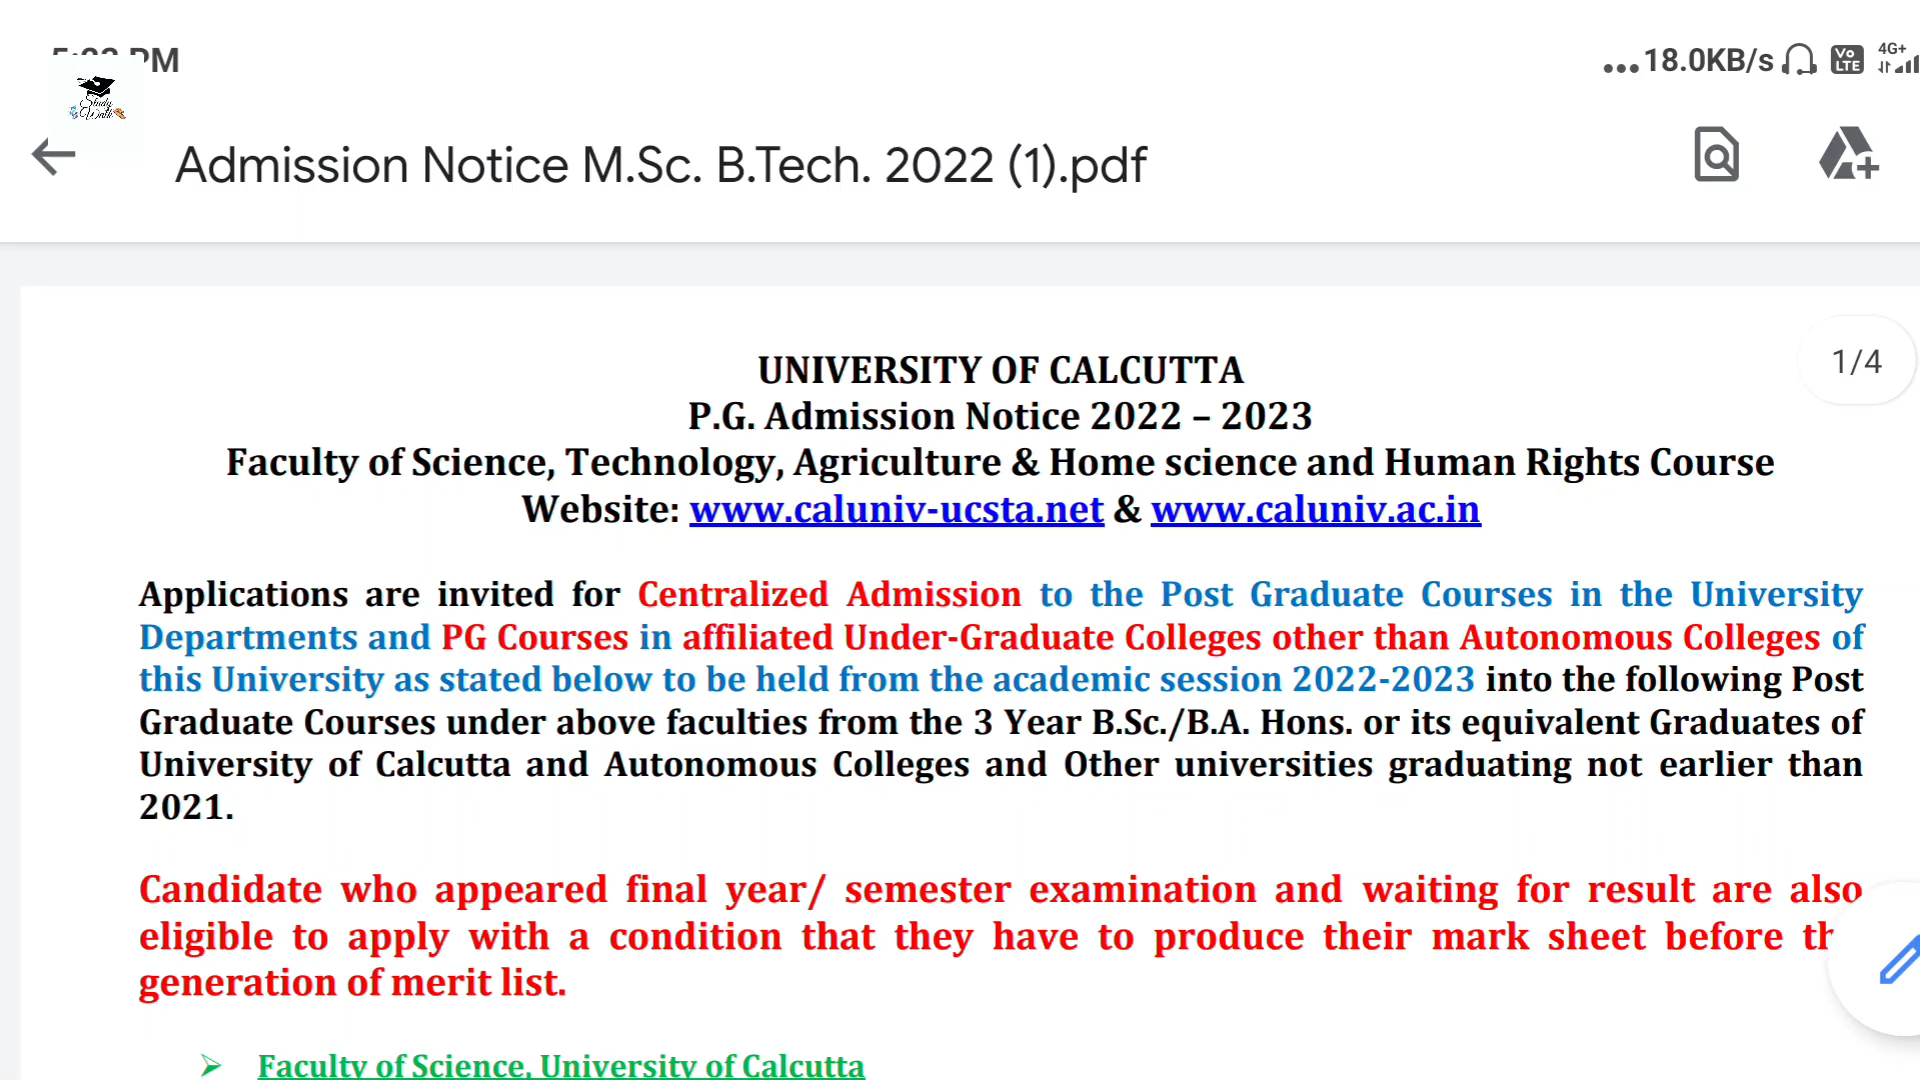 PM
...18.0KB/s Vo LTE 4G+
Study Walk
Admission Notice M.Sc. B.Tech. 2022 (1).pdf
1/4
UNIVERSITY OF CALCUTTA
P.G. Admission Notice 2022 – 2023
Faculty of Science, Technology, Agriculture & Home science and Human Rights Course
Website: www.caluniv-ucsta.net & www.caluniv.ac.in
Applications are invited for Centralized Admission to the Post Graduate Courses in the University
Departments and PG Courses in affiliated Under-Graduate Colleges other than Autonomous Colleges of
this University as stated below to be held from the academic session 2022-2023 into the following Post
Graduate Courses under above faculties from the 3 Year B.Sc./B.A. Hons. or its equivalent Graduates of
University of Calcutta and Autonomous Colleges and Other universities graduating not earlier than
2021.
Candidate who appeared final year/ semester examination and waiting for result are also
eligible to apply with a condition that they have to produce their mark sheet before th
generation of merit list.
➢ Faculty of Science, University of Calcutta